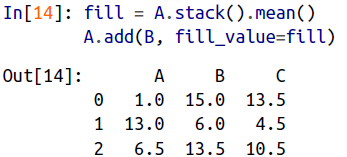 In[14]: fill = A.stack().mean()
A.add(B, fill_value=fill)
Out[14]: A B C
0 1.0 15.0 13.5
1 13.0 6.0 4.5
2 6.5 13.5 10.5